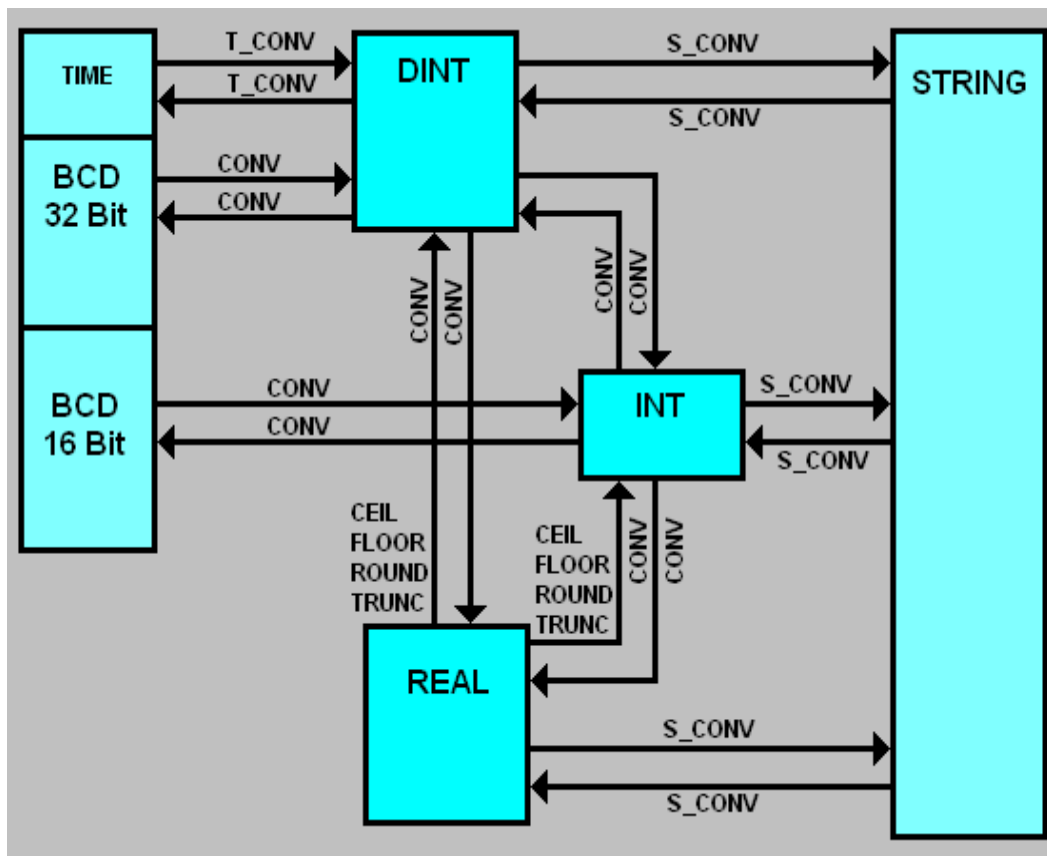 TIME
T_CONV
T_CONV
DINT
S_CONV
S_CONV
STRING
BCD
32 Bit
CONV
CONV
CONV
CONV
CONV
CONV
BCD
16 Bit
CONV
CONV
INT
S_CONV
S_CONV
CEIL
FLOOR
ROUND
TRUNC
CEIL
FLOOR
ROUND
TRUNC
CONV
CONV
REAL
S_CONV
S_CONV